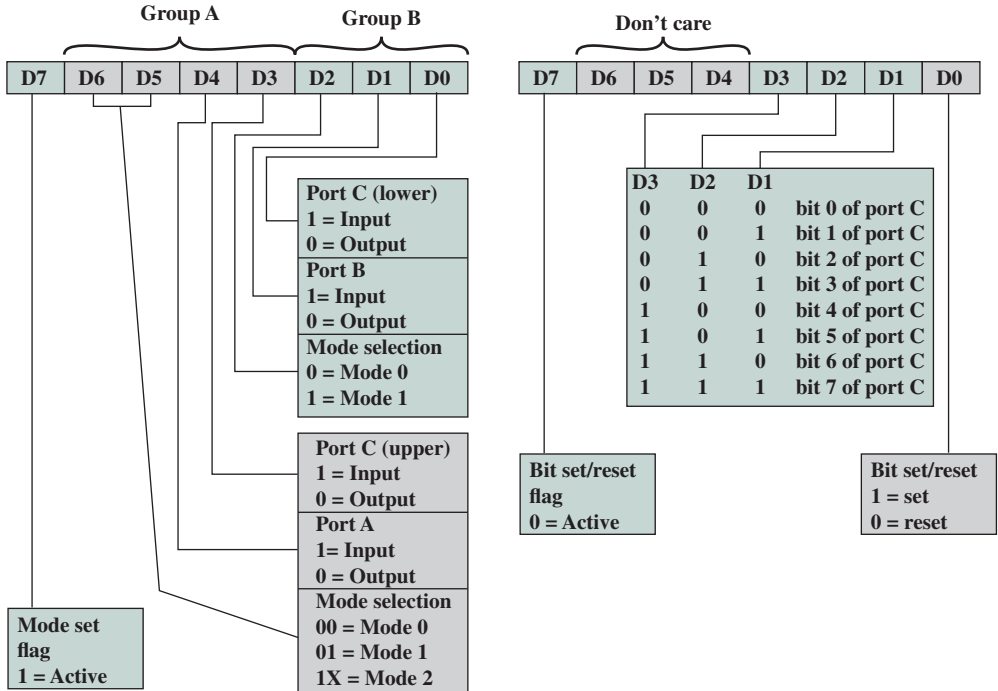 Group A
Group B
D7 D6 D5 D4 D3 D2 D1 D0
Port C (lower)
1 = Input
0 = Output
Port B
1= Input
0 = Output
Mode selection
0 = Mode 0
1 = Mode 1
Port C (upper)
1 = Input
0 = Output
Port A
1= Input
0 = Output
Mode selection
00 = Mode 0
01 = Mode 1
1X = Mode 2
Mode set
flag
1 = Active
Don't care
D7 D6 D5 D4 D3 D2 D1 D0
D3 D2 D1
0 0 0 bit 0 of port C
0 0 1 bit 1 of port C
0 1 0 bit 2 of port C
0 1 1 bit 3 of port C
1 0 0 bit 4 of port C
1 0 1 bit 5 of port C
1 1 0 bit 6 of port C
1 1 1 bit 7 of port C
Bit set/reset
flag
0 = Active
Bit set/reset
1 = set
0 = reset